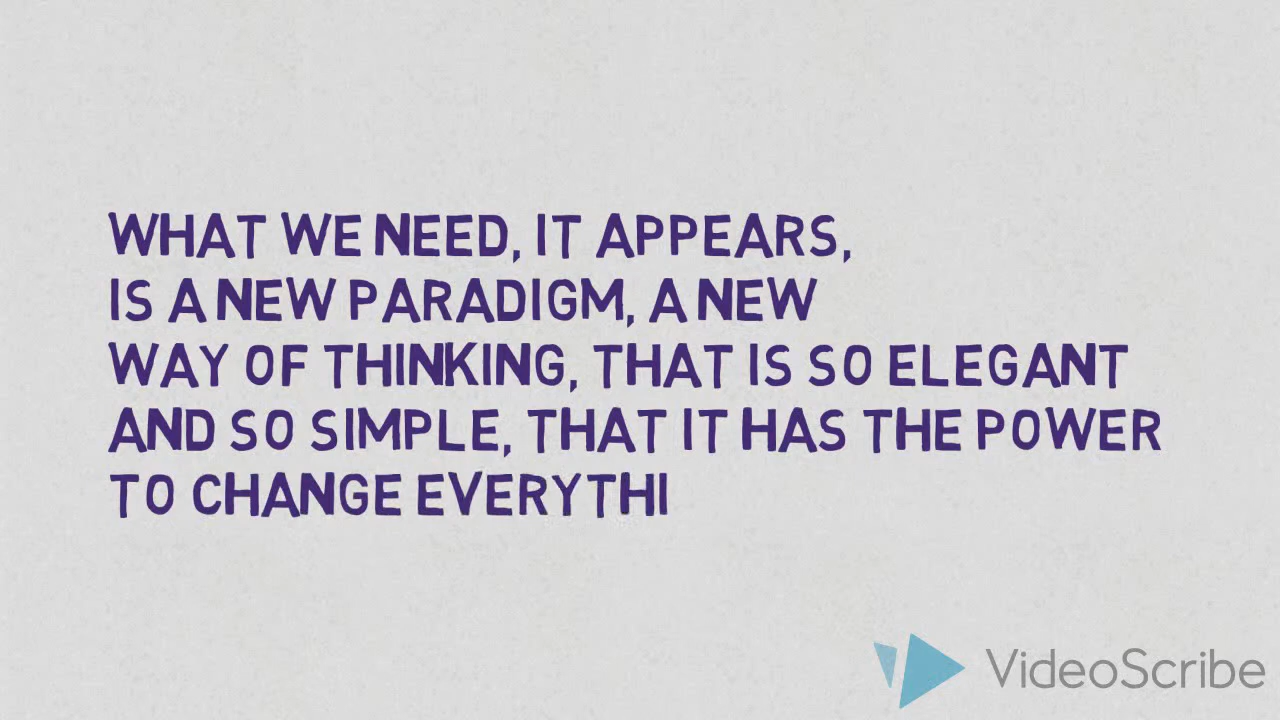 WHAT WE NEED, IT APPEARS,
IS A NEW PARADIGM, A NEW
WAY OF THINKING, THAT IS SO ELEGANT
AND SO SIMPLE, THAT IT HAS THE POWER
TO CHANGE EVERYTHI
VideoScribe